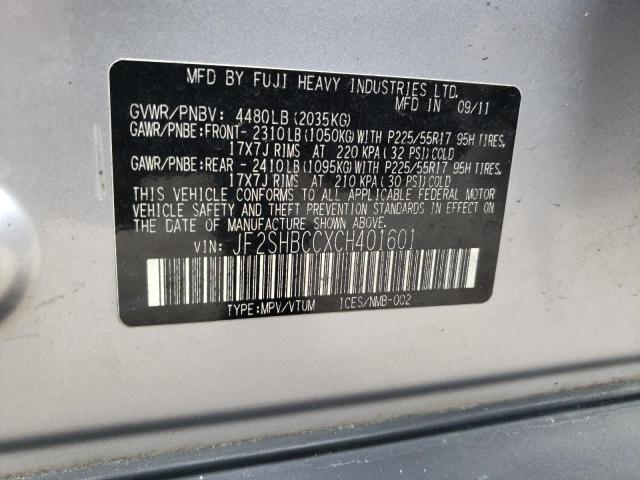 MFD BY FUJI HEAVY INDUSTRIES LTD.
MFD IN 09/11
GVWR/PNBV: 4480LB(2035KG)
GAWR/PNBE:FRONT- 2310LB(1050KG)WITH P225/55R17 95H TIRES,
17X7J RIMS AT 220 KPA(32 PSI)COLD
GAWR/PNBE:REAR - 2410LB(1095KG)WITH P225/55R17 95H TIRES,
17X7J RIMS AT 210 KPA(30 PSI)COLD
THIS VEHICLE CONFORMS TO ALL APPLICABLE FEDERAL MOTOR
VEHICLE SAFETY AND THEFT PREVENTION STANDARDS IN EFFECT ON
THE DATE OF MANUFACTURE SHOWN ABOVE.
VIN: JF2SHBCCXCH401601
TYPE:MPV/VTUM ICES/NMB-002